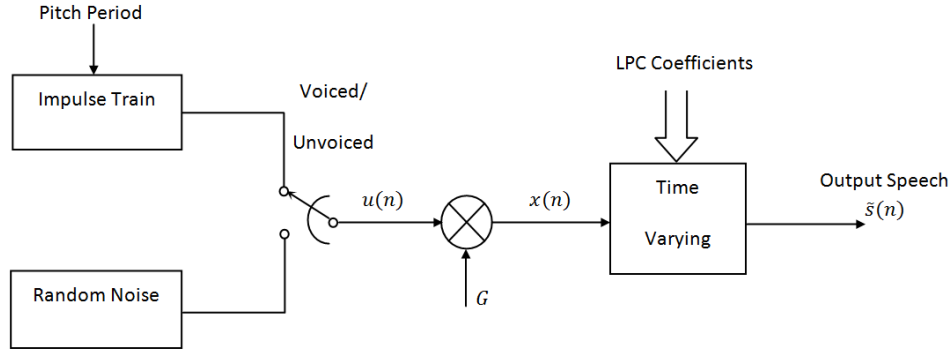 Pitch Period
Impulse Train
Voiced/
Unvoiced
LPC Coefficients
Time
Varying
Output Speech
s̃(n)
u(n)
x(n)
G
Random Noise